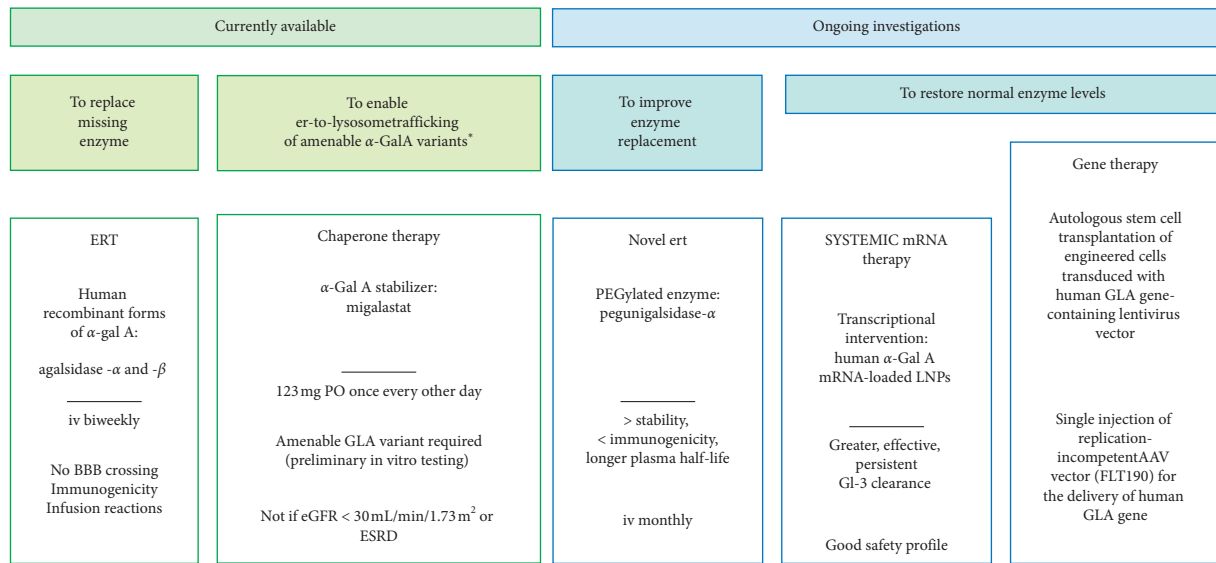 Currently available
Ongoing investigations
To replace
missing
enzyme
To enable
er-to-lysosometrafficking
of amenable α-GalA variants*
To improve
enzyme
replacement
To restore normal enzyme levels
ERT
Human
recombinant forms
of α-gal A:
agalsidase -α and -β
iv biweekly
No BBB crossing
Immunogenicity
Infusion reactions
Chaperone therapy
α-Gal A stabilizer:
migalastat
123 mg PO once every other day
Amenable GLA variant required
(preliminary in vitro testing)
Not if eGFR < 30 mL/min/1.73 m² or
ESRD
Novel ert
PEGylated enzyme:
pegunigalsidase-α
> stability,
< immunogenicity,
longer plasma half-life
iv monthly
SYSTEMIC mRNA
therapy
Transcriptional
intervention:
human α-Gal A
mRNA-loaded LNPs
Greater, effective,
persistent
Gl-3 clearance
Good safety profile
Gene therapy
Autologous stem cell
transplantation of
engineered cells
transduced with
human GLA gene-
containing lentivirus
vector
Single injection of
replication-
incompetentAAV
vector (FLT190) for
the delivery of human
GLA gene